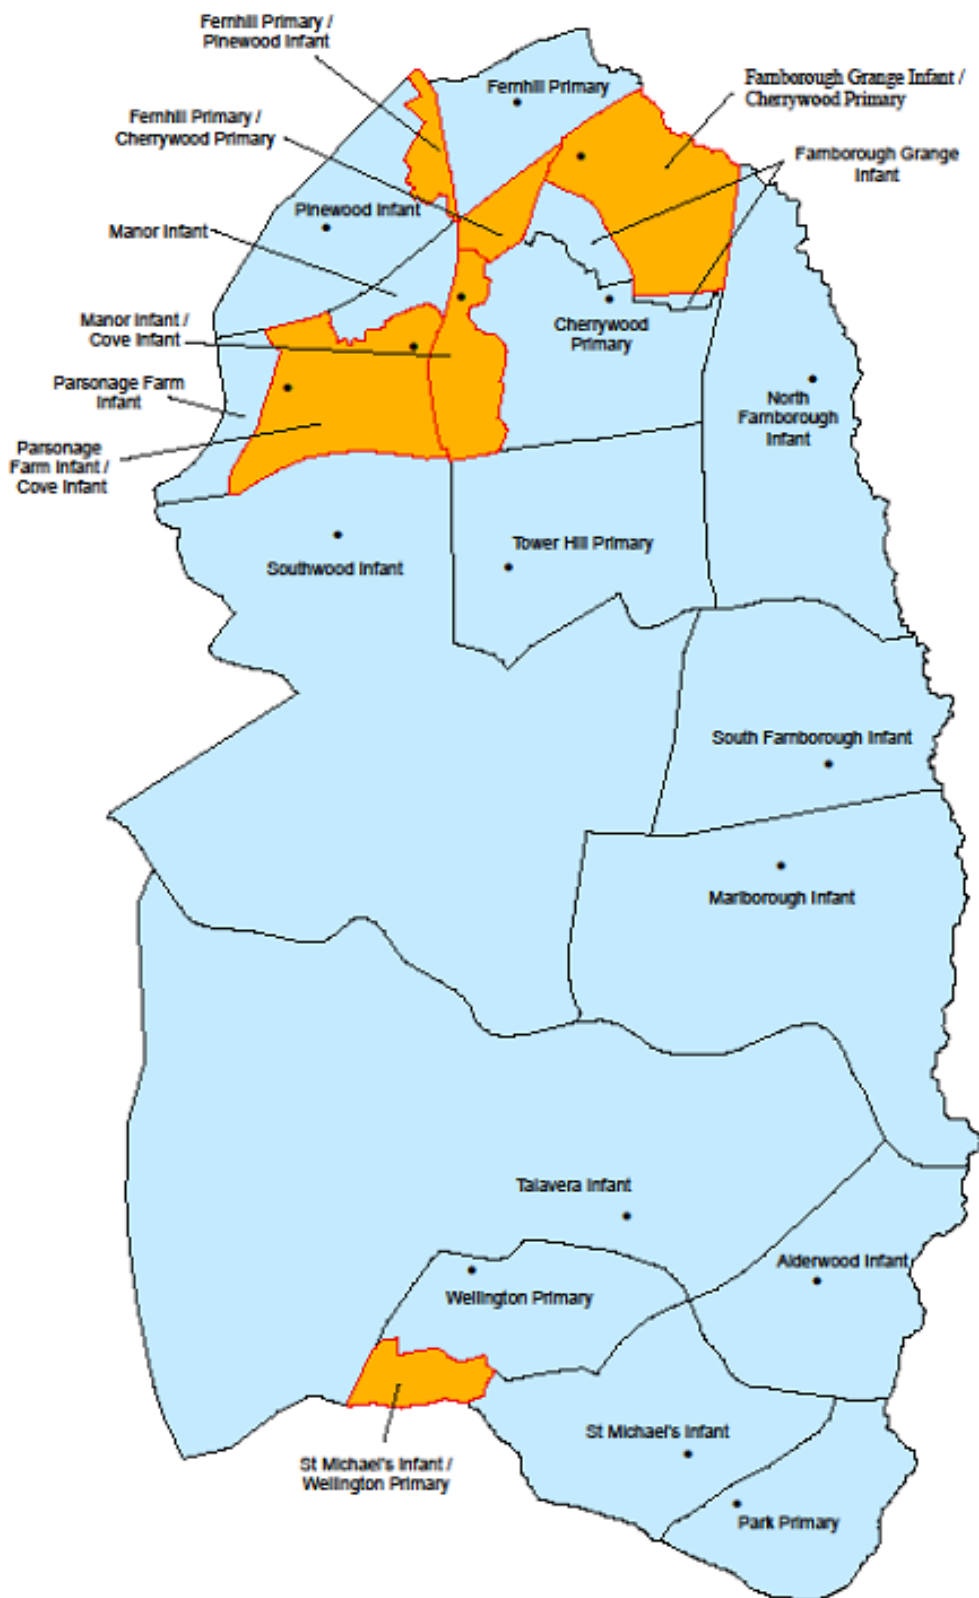 Fernhill Primary /
Pinewood Infant
Fernhill Primary
Farnborough Grange Infant /
Cherrywood Primary
Fernhill Primary /
Cherrywood Primary
Farnborough Grange
Infant
Pinewood Infant
Manor Infant
Manor Infant /
Cove Infant
Cherrywood
Primary
Parsonage Farm
Infant
North
Farnborough
Infant
Parsonage
Farm Infant /
Cove Infant
Tower Hill Primary
Southwood Infant
South Farnborough Infant
Marlborough Infant
Talavera Infant
Alderwood Infant
Wellington Primary
St Michael's Infant
St Michael's Infant /
Wellington Primary
Park Primary